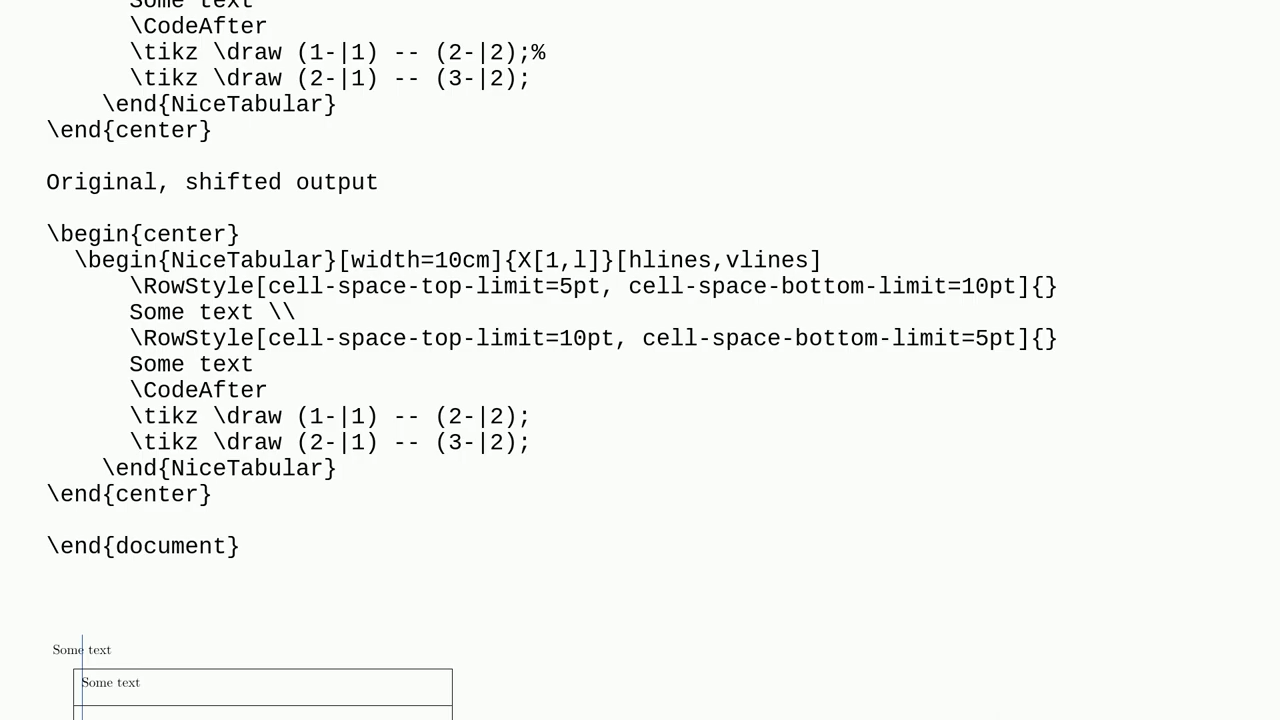 Some text
\CodeAfter
\tikz \draw (1-|1) -- (2-|2);%
\tikz \draw (2-|1) -- (3-|2);
\end{NiceTabular}
\end{center}
Original, shifted output
\begin{center}
\begin{NiceTabular}[width=10cm]{X[1,l]}[hlines,vlines]
\RowStyle[cell-space-top-limit=5pt, cell-space-bottom-limit=10pt]{}
Some text \\
\RowStyle[cell-space-top-limit=10pt, cell-space-bottom-limit=5pt]{}
Some text
\CodeAfter
\tikz \draw (1-|1) -- (2-|2);
\tikz \draw (2-|1) -- (3-|2);
\end{NiceTabular}
\end{center}
\end{document}
Some text
Some text